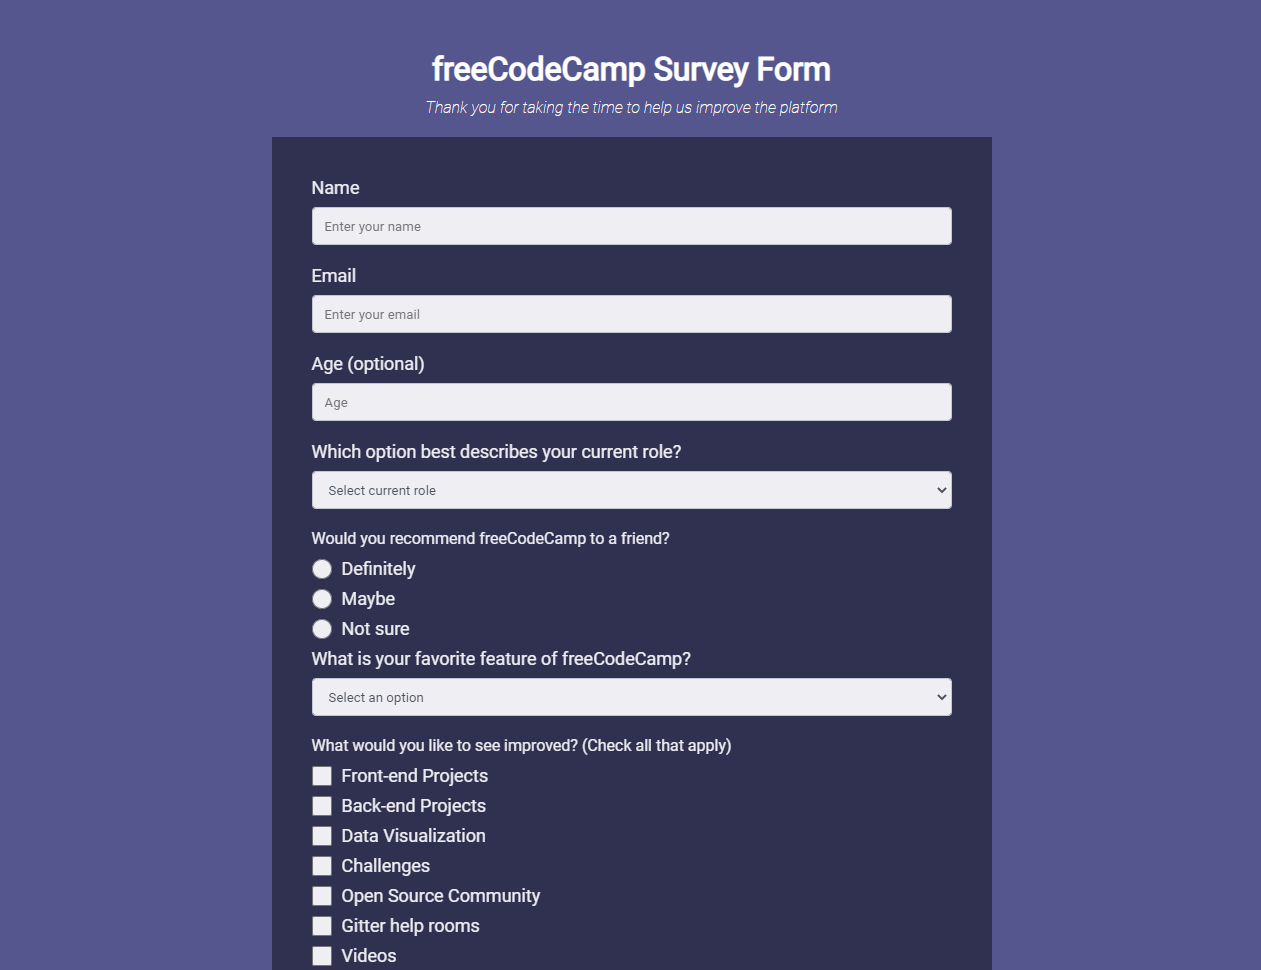 freeCodeCamp Survey Form
Thank you for taking the time to help us improve the platform
Name
Enter your name
Email
Enter your email
Age (optional)
Age
Which option best describes your current role?
Select current role
Would you recommend freeCodeCamp to a friend?
Definitely
Maybe
Not sure
What is your favorite feature of freeCodeCamp?
Select an option
What would you like to see improved? (Check all that apply)
Front-end Projects
Back-end Projects
Data Visualization
Challenges
Open Source Community
Gitter help rooms
Videos